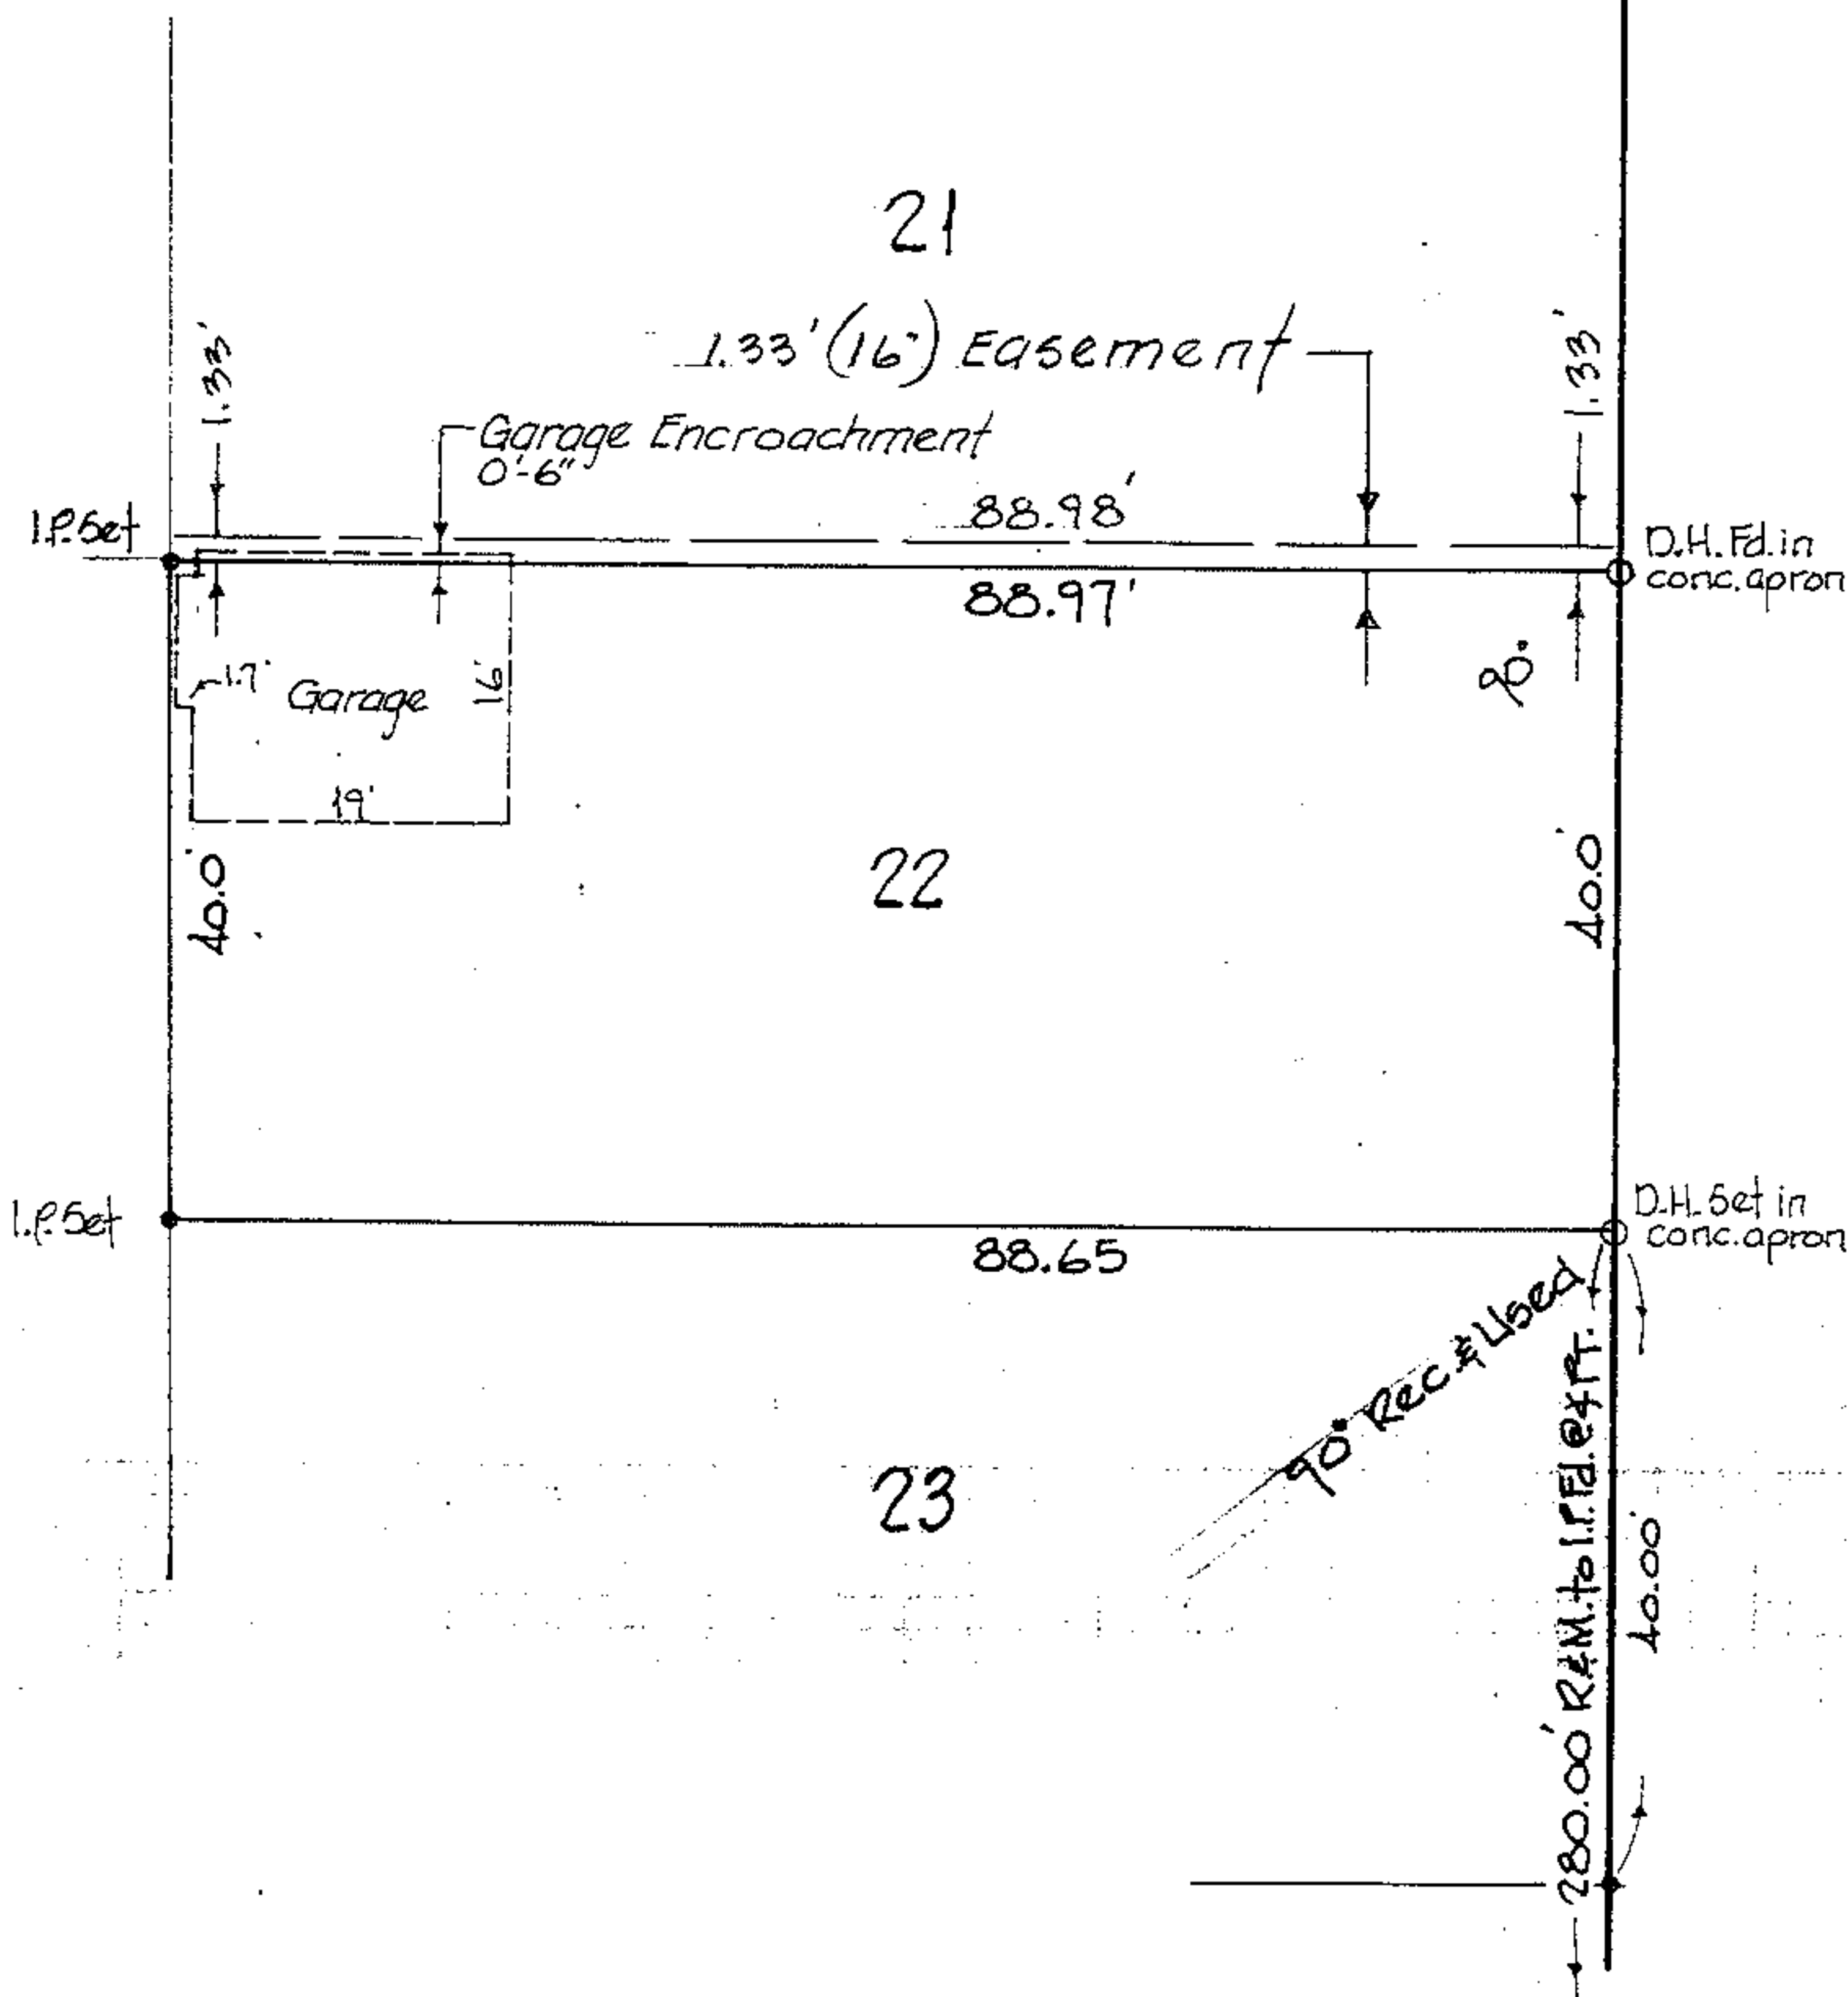 21
1.33' (16") Easement
1.33'
1.33'
Garage Encroachment
0'-6"
88.98'
I.P. Set
D.H. Fd. in
conc. apron
88.97'
90°
1.7'
Garage
16'
19'
22
40.0'
40.0'
I.P. Set
D.H. Set in
conc. apron
88.65
90° Rec. & Used
23
280.00' R.&M. to I.P. Fd. @
40.00'